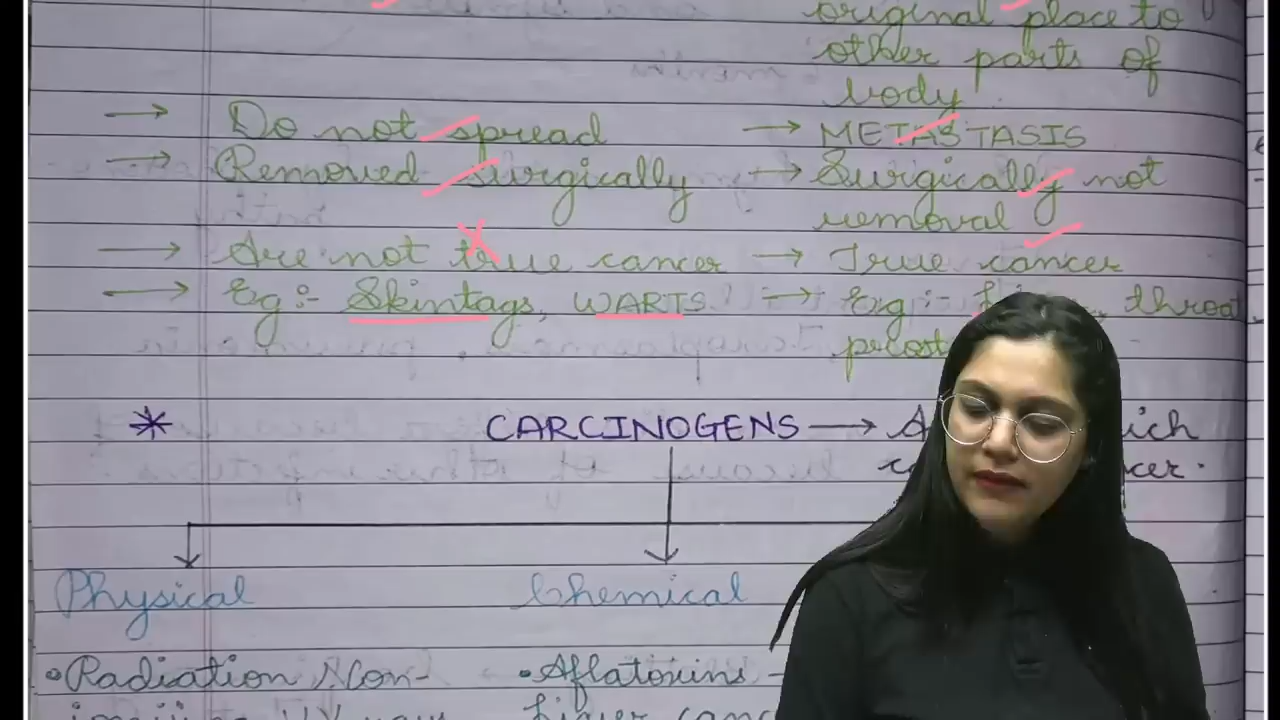 original place to
other parts of
body
→ Do not spread → METASTASIS
→ Removed surgically → Surgically not
removal
→ Are not true cancer → True cancer
→ Eg:- Skintags, WARTS → Eg:- throat,
prost
* CARCINOGENS →
Physical Chemical
•Radiation Non- •Aflatoxins -